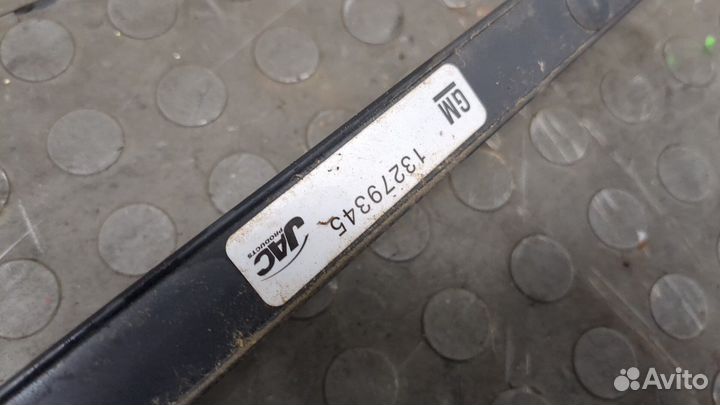 GM
13279345
JAC
PRODUCTS
Avito